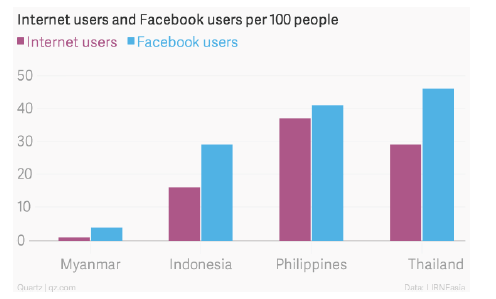 Internet users and Facebook users per 100 people
Internet users Facebook users
50
40
30
20
10
0
Myanmar Indonesia Philippines Thailand
Quartz | qz.com Data: LIRNEasia